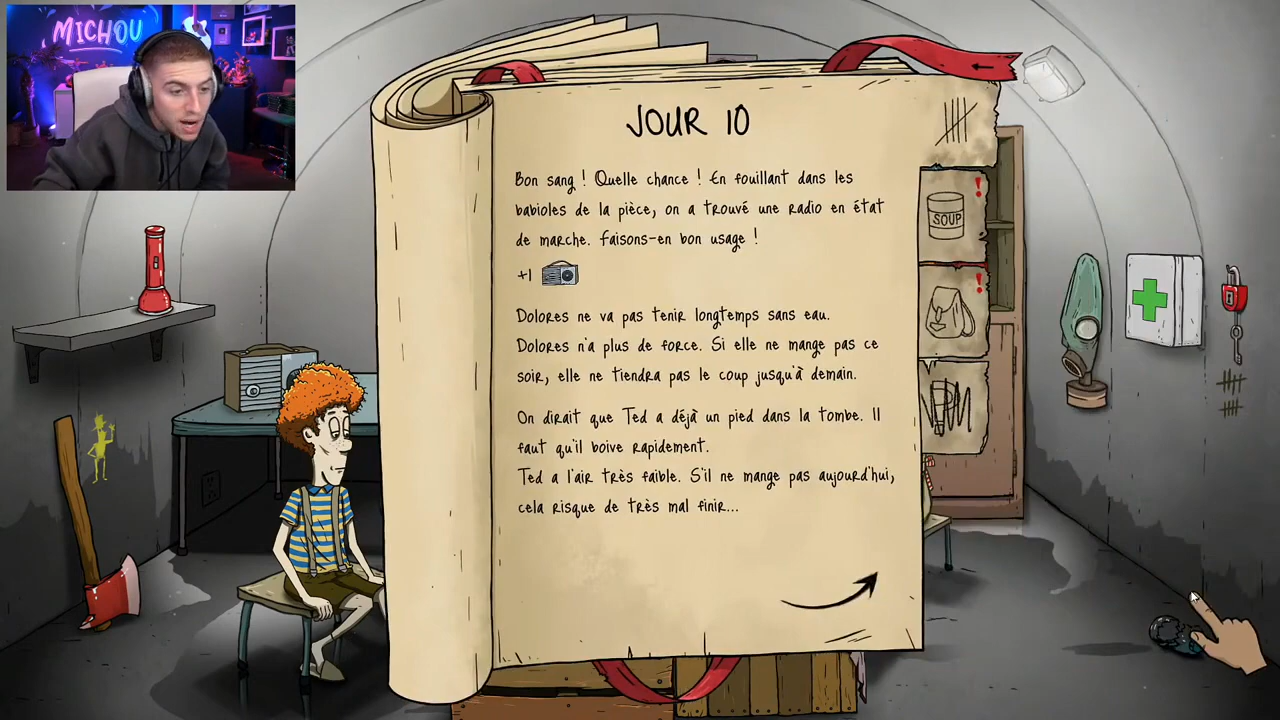 MICHOU
JOUR 10
Bon sang ! Quelle chance ! En fouillant dans les
babioles de la pièce, on a trouvé une radio en état
de marche. Faisons-en bon usage !
+1
Dolores ne va pas tenir longtemps sans eau.
Dolores n'a plus de force. Si elle ne mange pas ce
soir, elle ne tiendra pas le coup jusqu'à demain.
On dirait que Ted a déjà un pied dans la tombe. Il
faut qu'il boive rapidement.
Ted a l'air très faible. S'il ne mange pas aujourd'hui,
cela risque de très mal finir...
!
SOUP
!